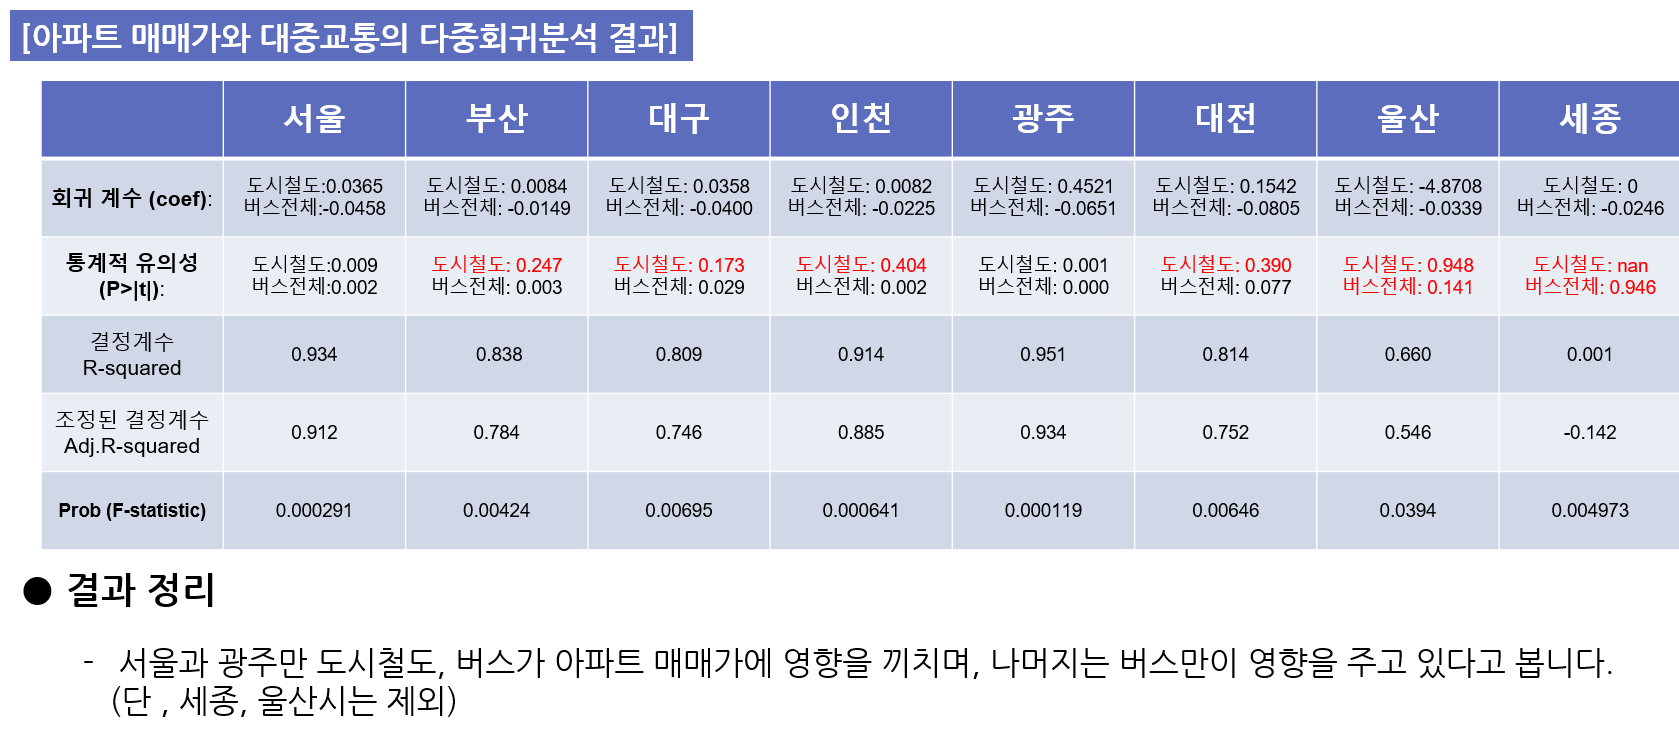 [아파트 매매가와 대중교통의 다중회귀분석 결과]
서울 부산 대구 인천 광주 대전 울산 세종
회귀 계수 (coef): 도시철도:0.0365 도시철도: 0.0084 도시철도: 0.0358 도시철도: 0.0082 도시철도: 0.4521 도시철도: 0.1542 도시철도: -4.8708 도시철도: 0
버스전체:-0.0458 버스전체: -0.0149 버스전체: -0.0400 버스전체: -0.0225 버스전체: -0.0651 버스전체: -0.0805 버스전체: -0.0339 버스전체: -0.0246
통계적 유의성 도시철도:0.009 도시철도: 0.247 도시철도: 0.173 도시철도: 0.404 도시철도: 0.001 도시철도: 0.390 도시철도: 0.948 도시철도: nan
(P>|t|): 버스전체:0.002 버스전체: 0.003 버스전체: 0.029 버스전체: 0.002 버스전체: 0.000 버스전체: 0.077 버스전체: 0.141 버스전체: 0.946
결정계수
R-squared 0.934 0.838 0.809 0.914 0.951 0.814 0.660 0.001
조정된 결정계수
Adj.R-squared 0.912 0.784 0.746 0.885 0.934 0.752 0.546 -0.142
Prob (F-statistic) 0.000291 0.00424 0.00695 0.000641 0.000119 0.00646 0.0394 0.004973
● 결과 정리
- 서울과 광주만 도시철도, 버스가 아파트 매매가에 영향을 끼치며, 나머지는 버스만이 영향을 주고 있다고 봅니다.
(단 , 세종, 울산시는 제외)